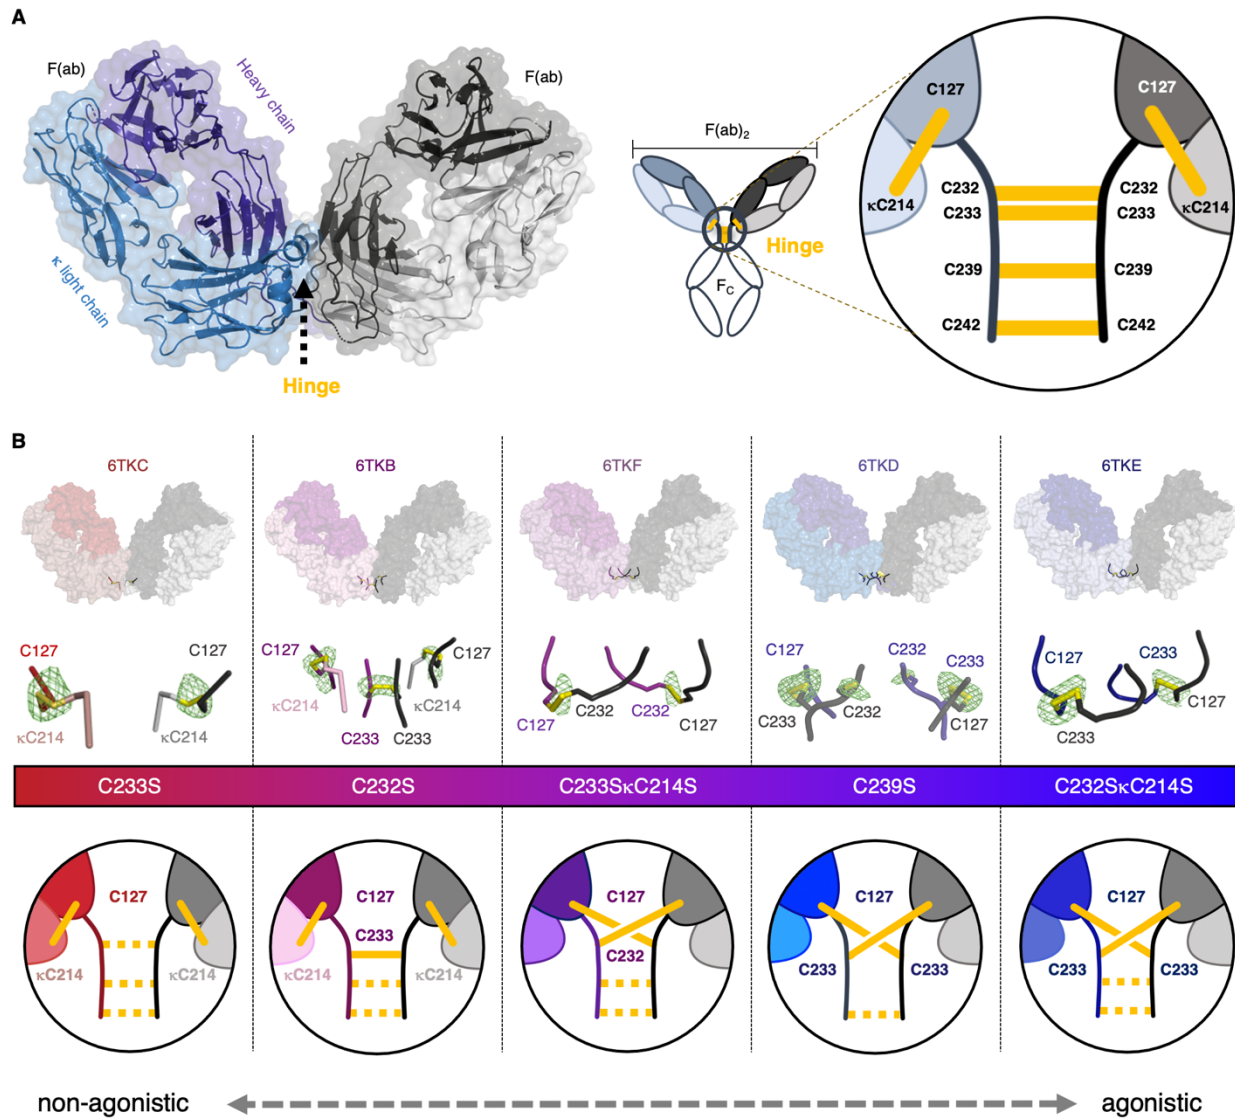 A
F(ab)
Heavy chain
F(ab)
κ light chain
Hinge
F(ab)2
Hinge
FC
C127
C127
κC214
κC214
C232
C232
C233
C233
C239
C239
C242
C242
B
6TKC
6TKB
6TKF
6TKD
6TKE
C127
κC214
C127
κC214
C127
κC214
C233
C233
C127
κC214
C127
C232
C232
C127
C127
C233
C232
C232
C233
C127
C127
C233
C233
C127
C233S
C232S
C233SκC214S
C239S
C232SκC214S
C127
κC214
κC214
C127
C233
κC214
κC214
C127
C232
C127
C233
C233
C127
C233
C233
non-agonistic
agonistic